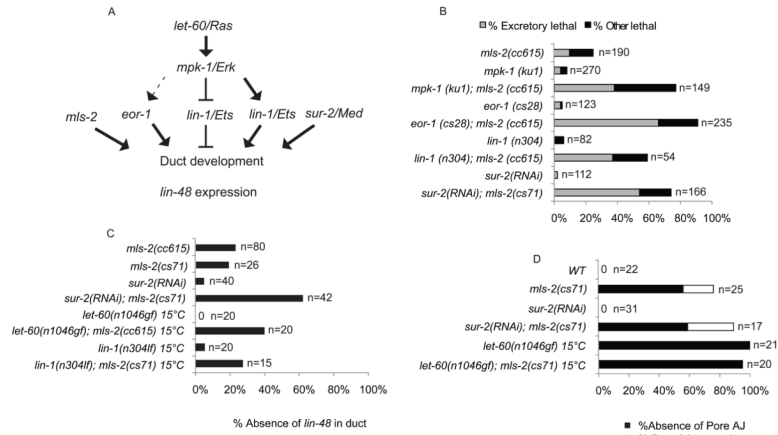 A
let-60/Ras
mpk-1/Erk
mls-2 eor-1 lin-1/Ets lin-1/Ets sur-2/Med
Duct development
lin-48 expression
B
% Excretory lethal % Other lethal
mls-2(cc615) n=190
mpk-1 (ku1) n=270
mpk-1 (ku1); mls-2 (cc615) n=149
eor-1 (cs28) n=123
eor-1 (cs28); mls-2 (cc615) n=235
lin-1 (n304) n=82
lin-1 (n304); mls-2 (cc615) n=54
sur-2(RNAi) n=112
sur-2(RNAi); mls-2(cs71) n=166
0% 20% 40% 60% 80% 100%
C
mls-2(cc615) n=80
mls-2(cs71) n=26
sur-2(RNAi) n=40
sur-2(RNAi); mls-2(cs71) n=42
let-60(n1046gf) 15°C 0 n=20
let-60(n1046gf); mls-2(cc615) 15°C n=20
lin-1(n304lf) 15°C n=20
lin-1(n304lf); mls-2(cs71) 15°C n=15
0% 20% 40% 60% 80% 100%
% Absence of lin-48 in duct
D
WT 0 n=22
mls-2(cs71) n=25
sur-2(RNAi) 0 n=31
sur-2(RNAi); mls-2(cs71) n=17
let-60(n1046gf) 15°C n=21
let-60(n1046gf); mls-2(cs71) 15°C n=20
0% 20% 40% 60% 80% 100%
%Absence of Pore AJ